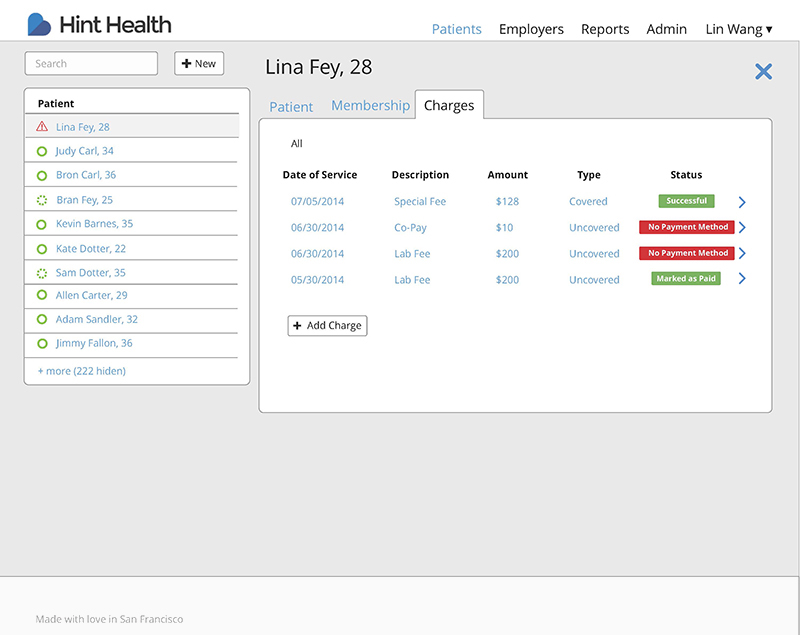 Hint Health
Patients Employers Reports Admin Lin Wang ▾
Search
+ New
Patient
Lina Fey, 28
Judy Carl, 34
Bron Carl, 36
Bran Fey, 25
Kevin Barnes, 35
Kate Dotter, 22
Sam Dotter, 35
Allen Carter, 29
Adam Sandler, 32
Jimmy Fallon, 36
+ more (222 hiden)
Lina Fey, 28
Patient Membership Charges
All
Date of Service Description Amount Type Status
07/05/2014 Special Fee $128 Covered Successful
06/30/2014 Co-Pay $10 Uncovered No Payment Method
06/30/2014 Lab Fee $200 Uncovered No Payment Method
05/30/2014 Lab Fee $200 Uncovered Marked as Paid
+ Add Charge
Made with love in San Francisco